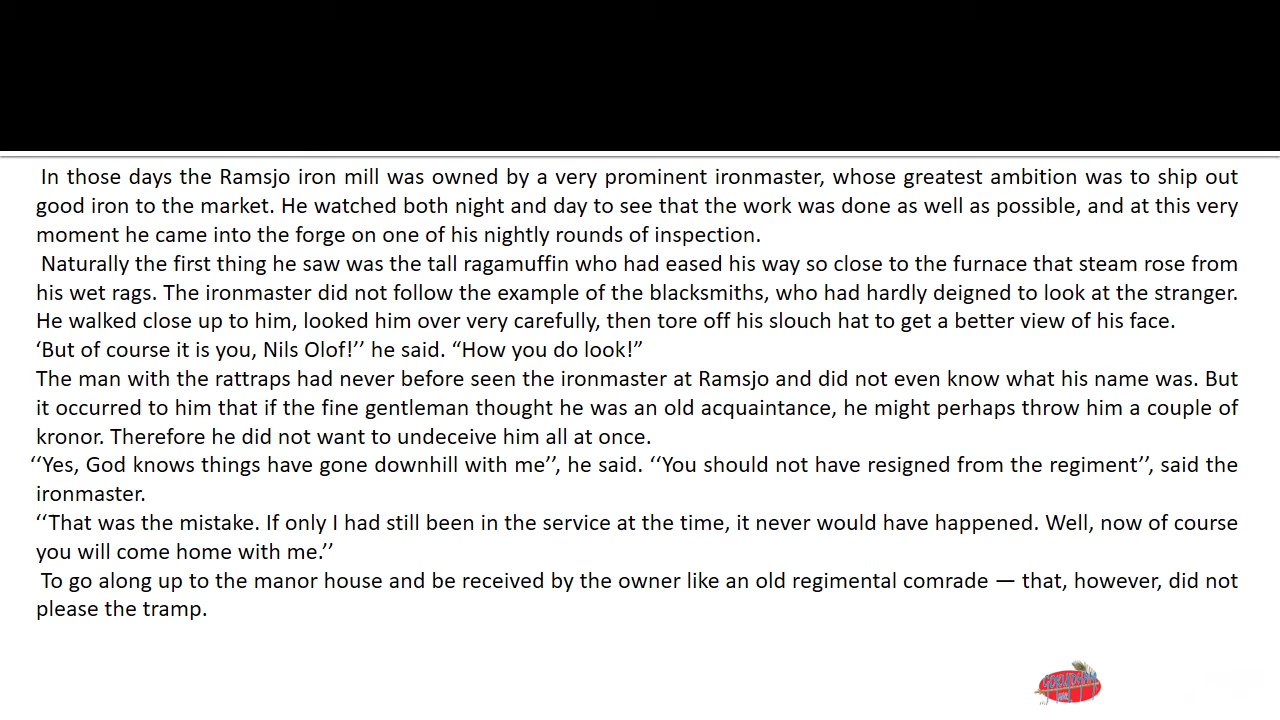 In those days the Ramsjo iron mill was owned by a very prominent ironmaster, whose greatest ambition was to ship out
good iron to the market. He watched both night and day to see that the work was done as well as possible, and at this very
moment he came into the forge on one of his nightly rounds of inspection.
Naturally the first thing he saw was the tall ragamuffin who had eased his way so close to the furnace that steam rose from
his wet rags. The ironmaster did not follow the example of the blacksmiths, who had hardly deigned to look at the stranger.
He walked close up to him, looked him over very carefully, then tore off his slouch hat to get a better view of his face.
‘But of course it is you, Nils Olof!’’ he said. “How you do look!”
The man with the rattraps had never before seen the ironmaster at Ramsjo and did not even know what his name was. But
it occurred to him that if the fine gentleman thought he was an old acquaintance, he might perhaps throw him a couple of
kronor. Therefore he did not want to undeceive him all at once.
‘‘Yes, God knows things have gone downhill with me’’, he said. ‘‘You should not have resigned from the regiment’’, said the
ironmaster.
‘‘That was the mistake. If only I had still been in the service at the time, it never would have happened. Well, now of course
you will come home with me.’’
To go along up to the manor house and be received by the owner like an old regimental comrade — that, however, did not
please the tramp.